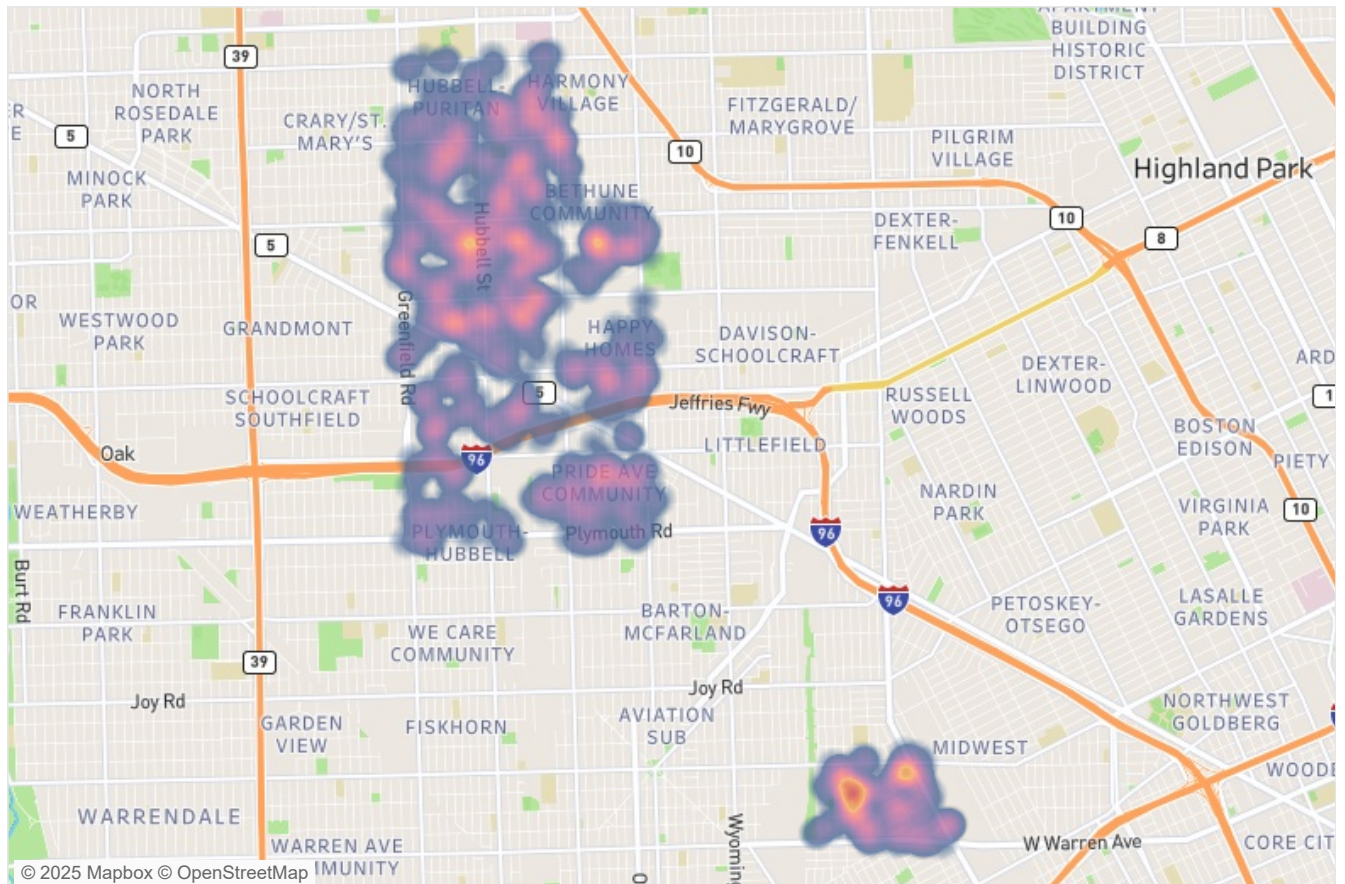 APARTMENT
BUILDING
HISTORIC
DISTRICT
39
HUBBELL-
PURITAN
HARMONY
VILLAGE
NORTH
ROSEDALE
PARK
CRARY/ST.
MARY'S
FITZGERALD/
MARYGROVE
PILGRIM
VILLAGE
5
10
Highland Park
MINOCK
PARK
BETHUNE
COMMUNITY
DEXTER-
FENKELL
10
8
5
Hubbell St
OR
WESTWOOD
PARK
GRANDMONT
Greenfield Rd
HAPPY
HOMES
DAVISON-
SCHOOLCRAFT
DEXTER-
LINWOOD
ARD
SCHOOLCRAFT
SOUTHFIELD
5
Jeffries Fwy
RUSSELL
WOODS
1
BOSTON
EDISON
LITTLEFIELD
Oak
96
PIETY
PRIDE AVE
COMMUNITY
NARDIN
PARK
VIRGINIA
PARK
10
WEATHERBY
PLYMOUTH-
HUBBELL
Plymouth Rd
96
Burt Rd
96
FRANKLIN
PARK
WE CARE
COMMUNITY
BARTON-
MCFARLAND
PETOSKEY-
OTSEGO
LASALLE
GARDENS
39
Joy Rd
Joy Rd
GARDEN
VIEW
FISKHORN
AVIATION
SUB
NORTHWEST
GOLDBERG
MIDWEST
WOODB
WARRENDALE
WARREN AVE
MMUNITY
Wyoming
W Warren Ave
CORE CIT
© 2025 Mapbox © OpenStreetMap